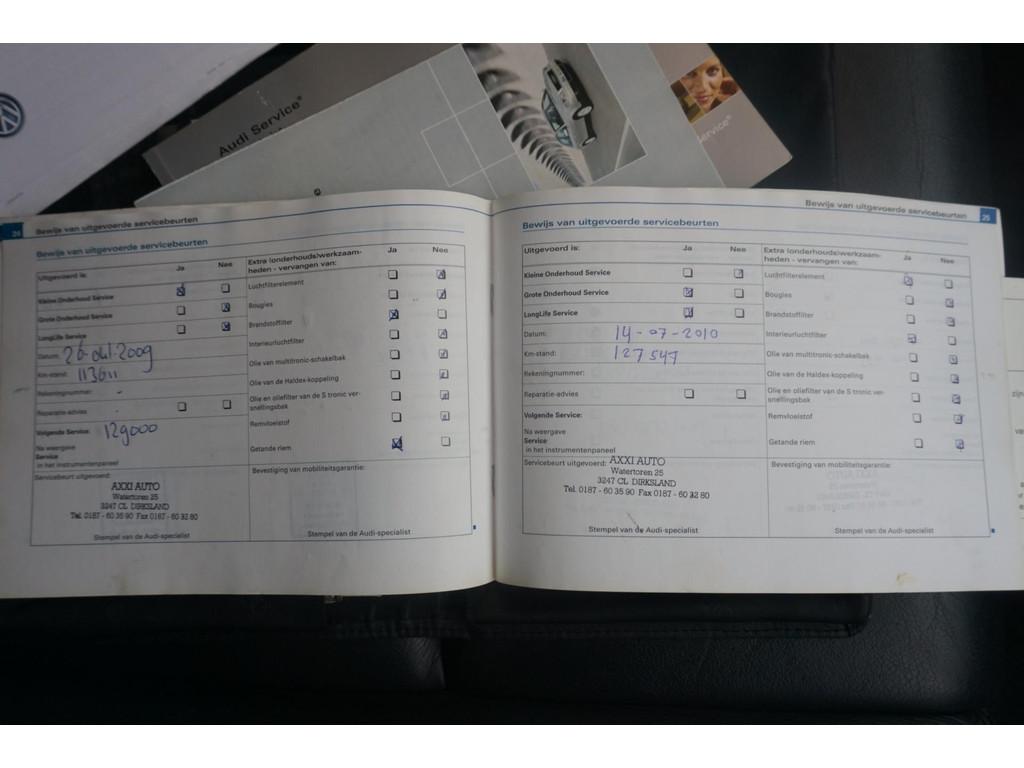 Audi Service®
ervice®
24 Bewijs van uitgevoerde servicebeurten
Bewijs van uitgevoerde servicebeurten
Uitgevoerd is: Ja Nee
Kleine Onderhoud Service
Grote Onderhoud Service
LongLife Service
Datum:
Km-stand: 113611
Rekeningnummer: -
Reparatie-advies
Volgende Service: 129000
Na weergave
Service
in het instrumentenpaneel
Servicebeurt uitgevoerd:
AXXI AUTO
Watertoren 25
3247 CL DIRKSLAND
Tel. 0187 - 60 35 90 Fax 0187 - 60 32 80
Stempel van de Audi-specialist
Extra (onderhouds)werkzaam-
heden - vervangen van: Ja Nee
Luchtfilterelement
Bougies
Brandstoffilter
Interieurluchtfilter
Olie van multitronic-schakelbak
Olie van de Haldex-koppeling
Olie en oliefilter van de S tronic ver-
snellingsbak
Remvloeistof
Getande riem
Bevestiging van mobiliteitsgarantie:
Stempel van de Audi-specialist
Bewijs van uitgevoerde servicebeurten 25
Bewijs van uitgevoerde servicebeurten
Uitgevoerd is: Ja Nee
Kleine Onderhoud Service
Grote Onderhoud Service
LongLife Service
Datum: 14-07-2010
Km-stand: 127547
Rekeningnummer:
Reparatie-advies:
Volgende Service:
Na weergave
Service
in het instrumentenpaneel
Servicebeurt uitgevoerd:
AXXI AUTO
Watertoren 25
3247 CL DIRKSLAND
Tel. 0187 - 60 35 90 Fax 0187 - 60 32 80
Stempel van de Audi-specialist
Extra (onderhouds)werkzaam-
heden - vervangen van: Ja Nee
Luchtfilterelement
Bougies
Brandstoffilter
Interieurluchtfilter
Olie van multitronic-schakelbak
Olie van de Haldex-koppeling
Olie en oliefilter van de S tronic ver-
snellingsbak
Remvloeistof
Getande riem
Bevestiging van mobiliteitsgarantie:
Stempel van de Audi-specialist